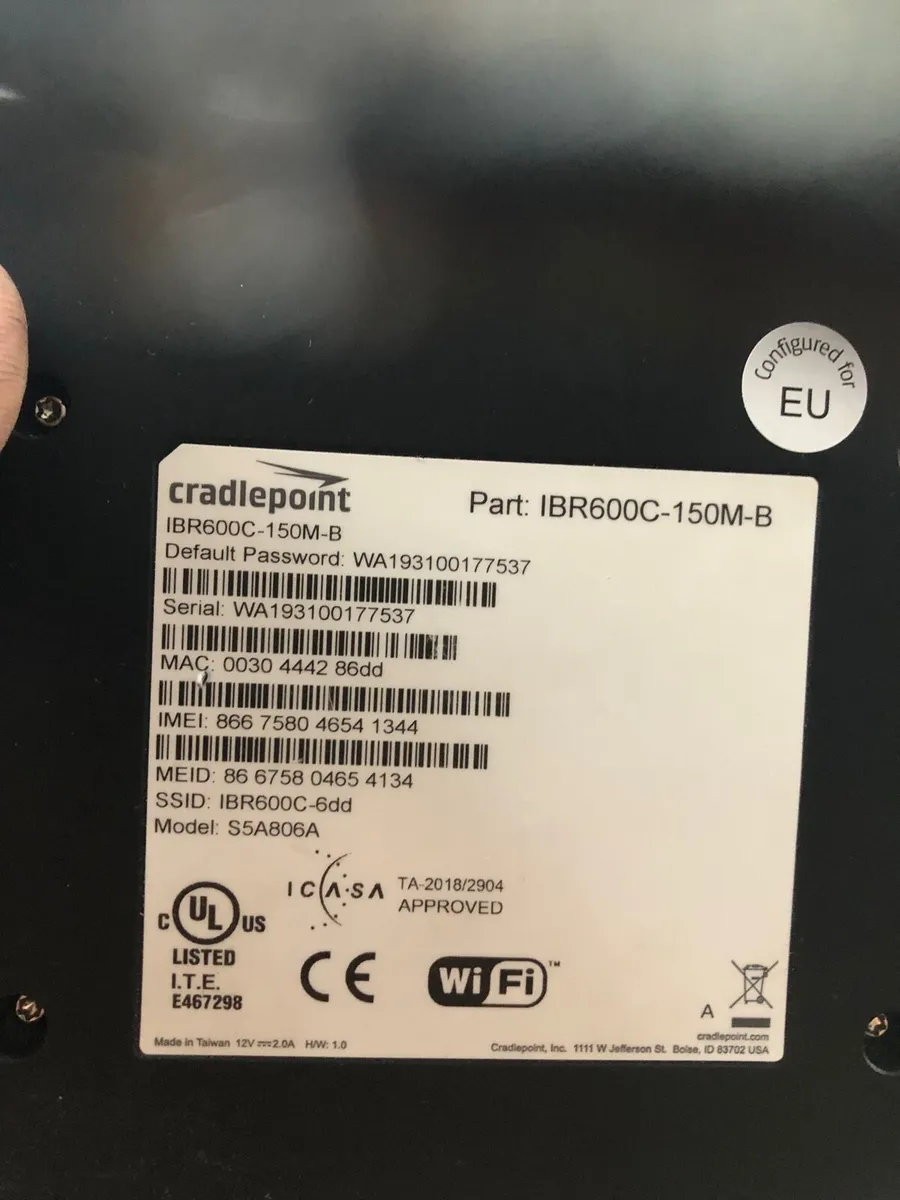 Configured for
EU
cradlepoint
Part: IBR600C-150M-B
IBR600C-150M-B
Default Password: WA193100177537
Serial: WA193100177537
MAC: 0030 4442 86dd
IMEI: 866 7580 4654 1344
MEID: 86 6758 0465 4134
SSID: IBR600C-6dd
Model: S5A806A
ICASA TA-2018/2904
APPROVED
C UL US
LISTED
I.T.E.
E467298
CE
Wi Fi ™
A
cradlepoint.com
Made in Taiwan 12V⎓2.0A H/W: 1.0
Cradlepoint, Inc. 1111 W Jefferson St. Boise, ID 83702 USA